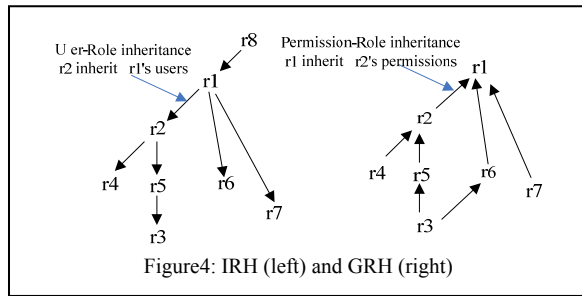 U er-Role inheritance
r2 inherit r1's users
r8
r1
r2
r4
r5
r6
r7
r3
Permission-Role inheritance
r1 inherit r2's permissions
r1
r2
r4
r5
r6
r7
r3
Figure4: IRH (left) and GRH (right)